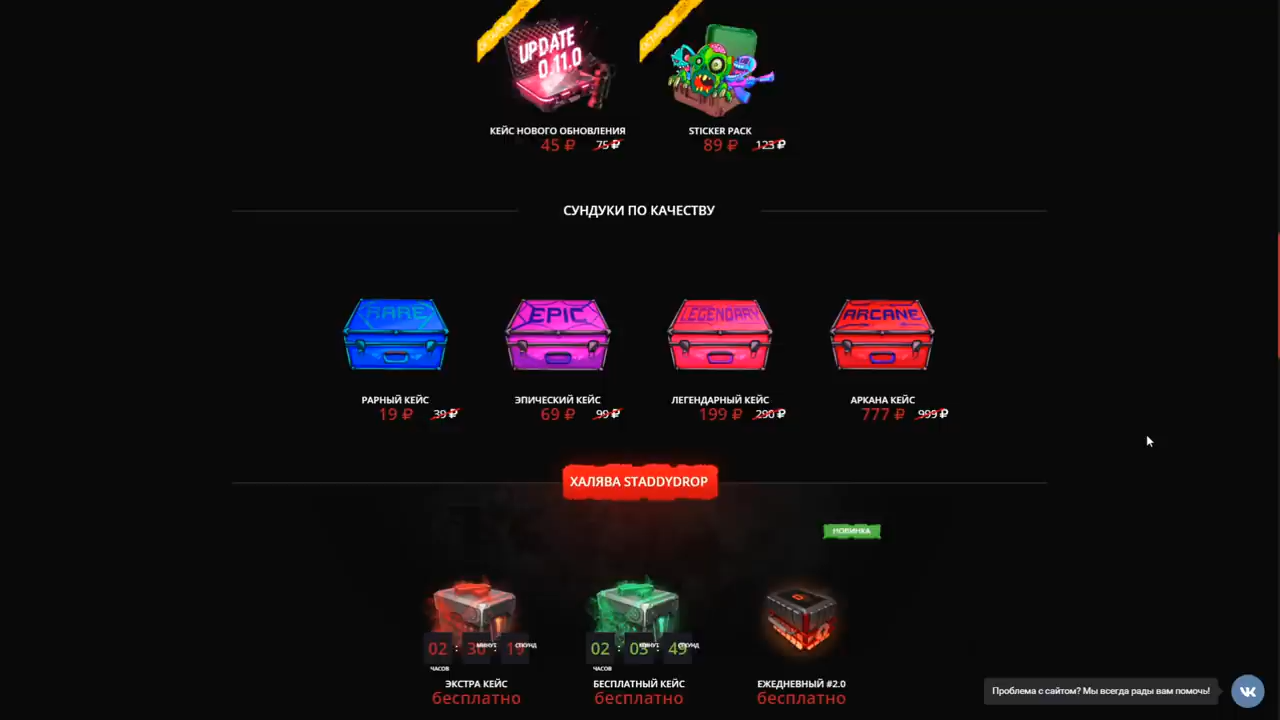 UPDATE
0.11.0
КЕЙС НОВОГО ОБНОВЛЕНИЯ
45 ₽ 75 ₽
STICKER PACK
89 ₽ 123 ₽
СУНДУКИ ПО КАЧЕСТВУ
RARE
EPIC
LEGENDARY
ARCANE
РАРНЫЙ КЕЙС
19 ₽ 39 ₽
ЭПИЧЕСКИЙ КЕЙС
69 ₽ 99 ₽
ЛЕГЕНДАРНЫЙ КЕЙС
199 ₽ 290 ₽
АРКАНА КЕЙС
777 ₽ 999 ₽
ХАЛЯВА STADDYDROP
НОВИНКА
02 : :
ЧАСОВ МИНУТ СЕКУНД
ЭКСТРА КЕЙС
бесплатно
02 : 03 : 49
ЧАСОВ
БЕСПЛАТНЫЙ КЕЙС
бесплатно
ЕЖЕДНЕВНЫЙ #2.0
бесплатно
Проблема с сайтом? Мы всегда рады вам помочь!